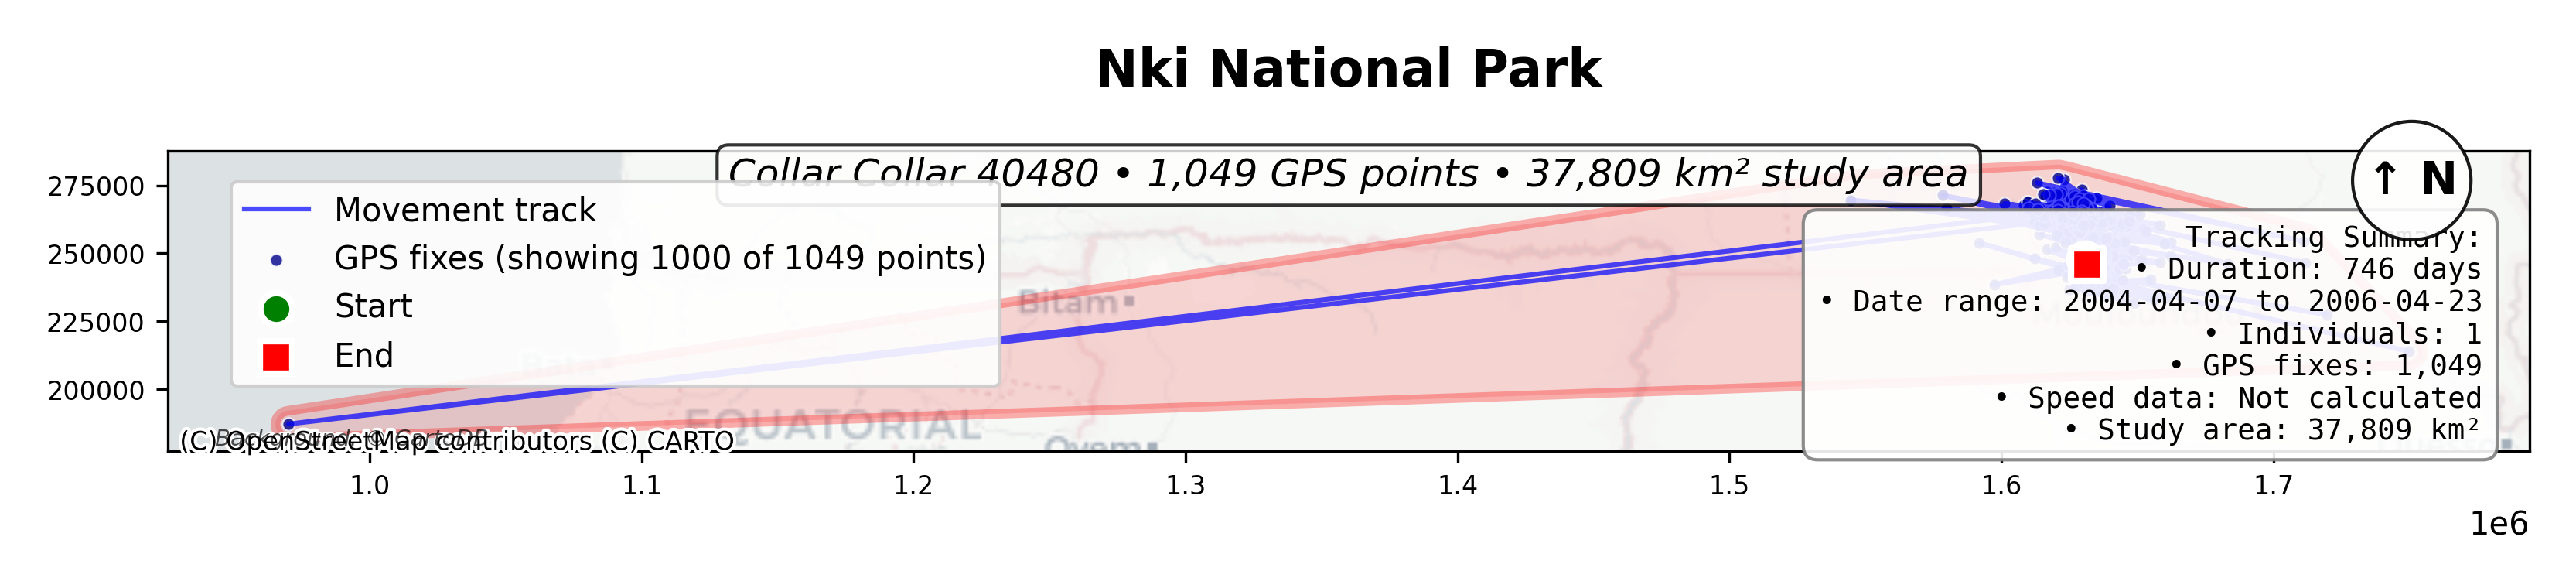 Nki National Park
Collar Collar 40480 • 1,049 GPS points • 37,809 km² study area
↑ N
275000
250000
225000
200000
Movement track
GPS fixes (showing 1000 of 1049 points)
Start
End
Tracking Summary:
• Duration: 746 days
• Date range: 2004-04-07 to 2006-04-23
• Individuals: 1
• GPS fixes: 1,049
• Speed data: Not calculated
• Study area: 37,809 km²
Bitam
Bata
EQUATORIAL
Oyem
Background: © CartoDB
(C) OpenStreetMap contributors (C) CARTO
1.0
1.1
1.2
1.3
1.4
1.5
1.6
1.7
1e6